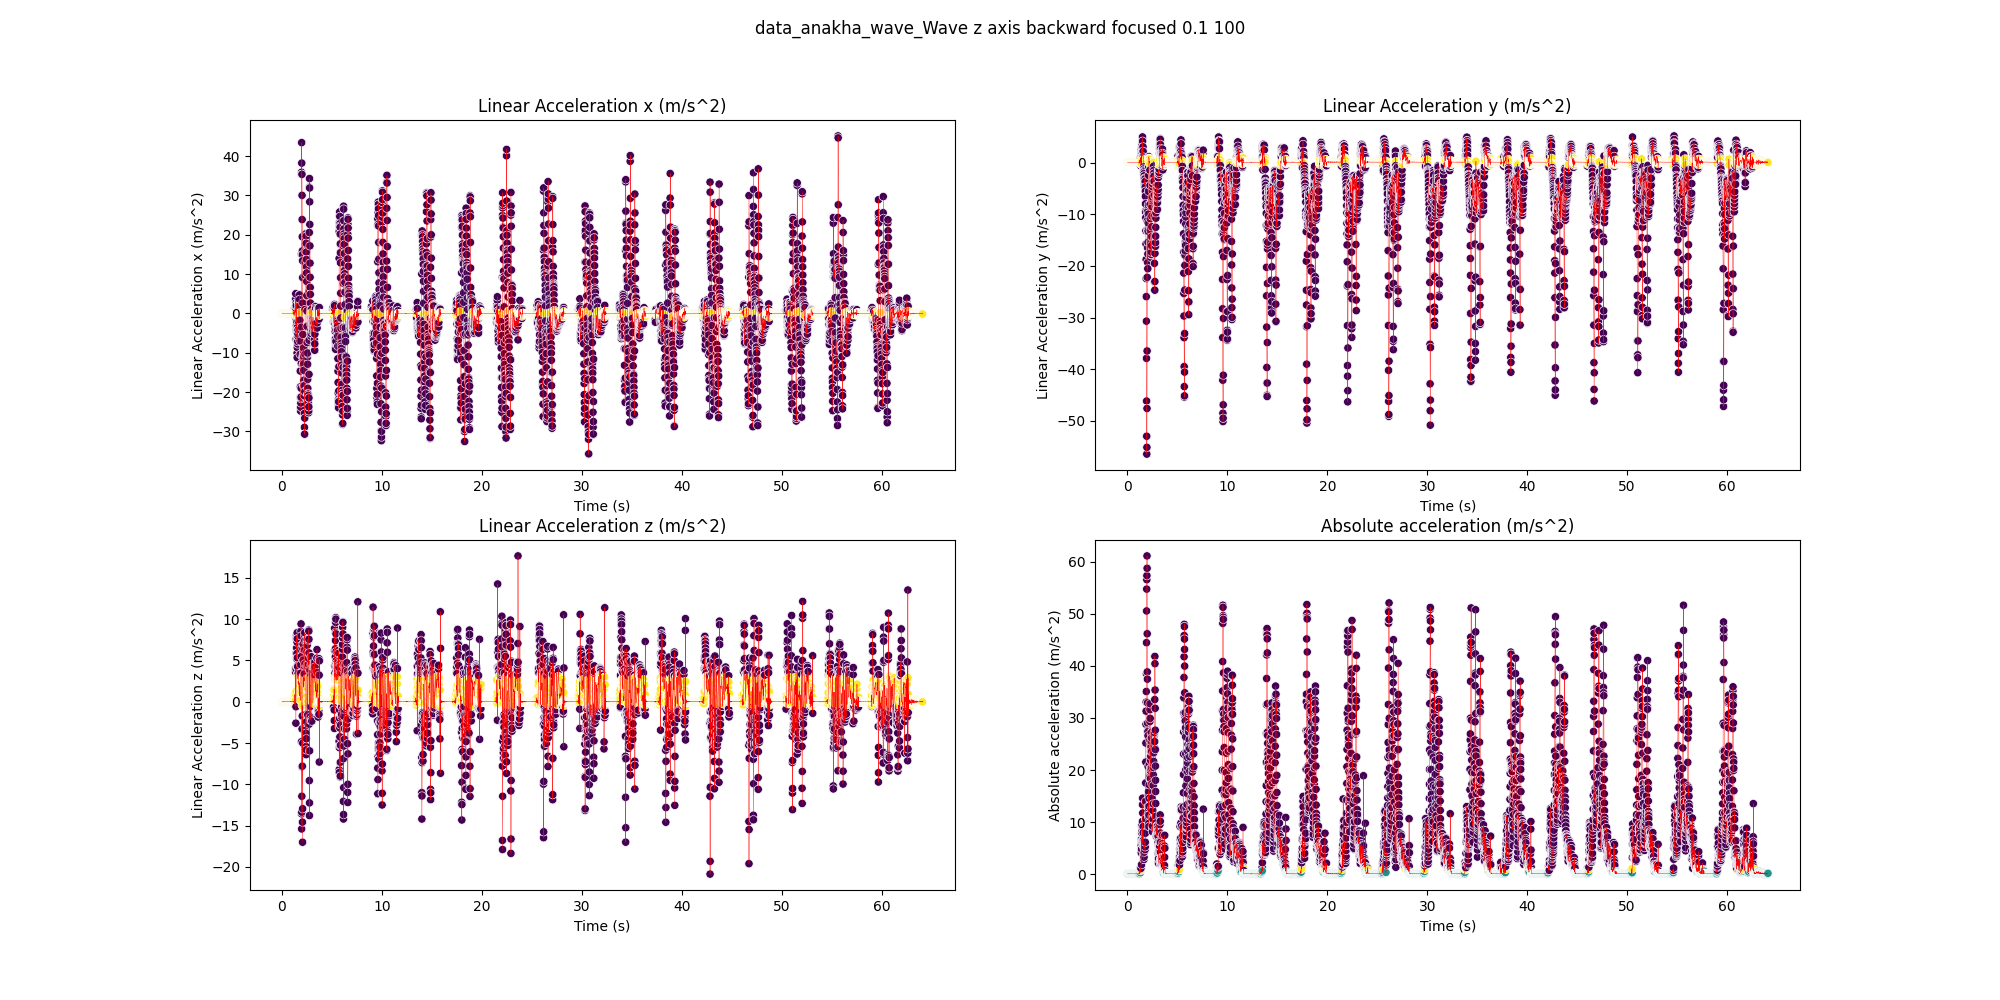 data_anakha_wave_Wave z axis backward focused 0.1 100
Linear Acceleration x (m/s^2)
Linear Acceleration x (m/s^2)
40
30
20
10
0
−10
−20
−30
0 10 20 30 40 50 60
Time (s)
Linear Acceleration y (m/s^2)
Linear Acceleration y (m/s^2)
0
−10
−20
−30
−40
−50
0 10 20 30 40 50 60
Time (s)
Linear Acceleration z (m/s^2)
Linear Acceleration z (m/s^2)
15
10
5
0
−5
−10
−15
−20
0 10 20 30 40 50 60
Time (s)
Absolute acceleration (m/s^2)
Absolute acceleration (m/s^2)
60
50
40
30
20
10
0
0 10 20 30 40 50 60
Time (s)